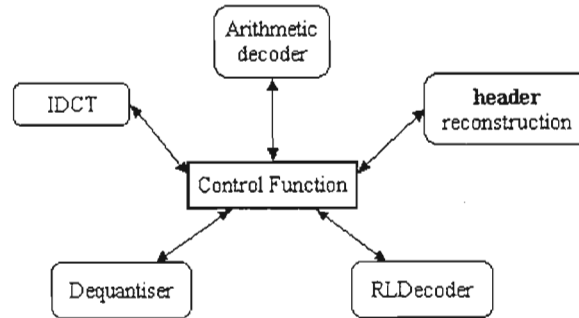 Arithmetic
decoder
IDCT
header
reconstruction
Control Function
Dequantiser
RLDecoder